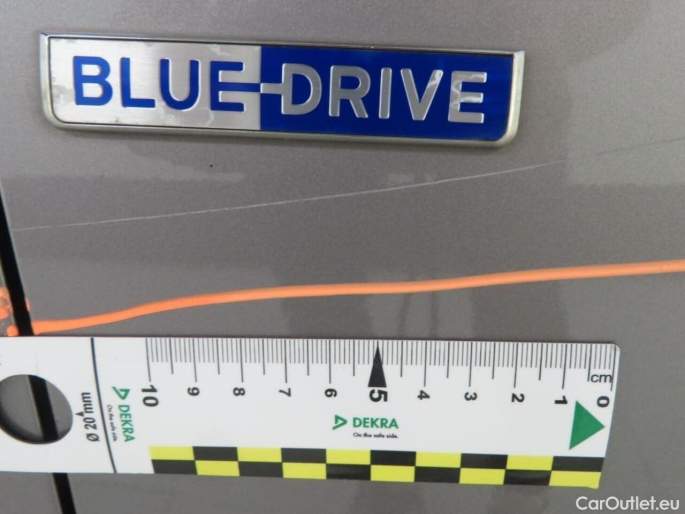 BLUE-DRIVE
cm
10 9 8 7 6 5 4 3 2 1 0
Ø 20 mm
DEKRA
On the safe side.
DEKRA
On the safe side.
CarOutlet.eu